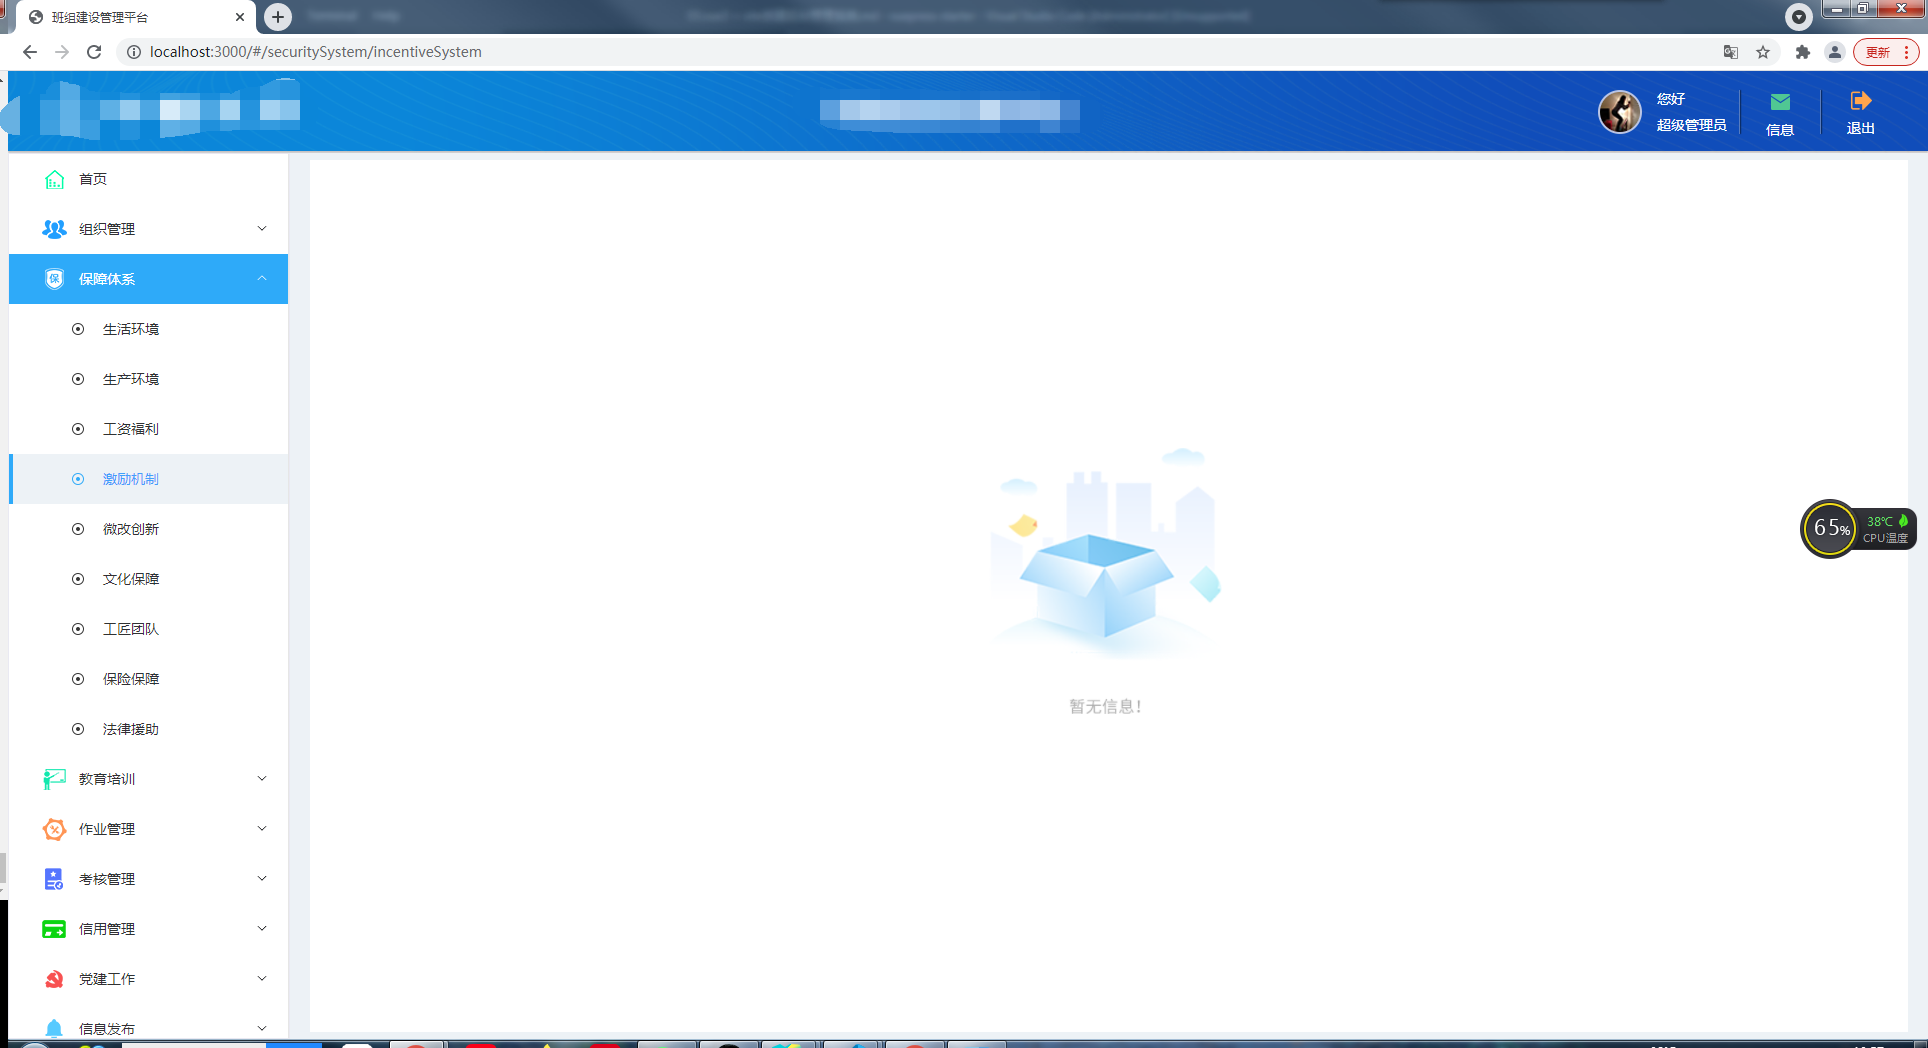 班组建设管理平台
localhost:3000/#/securitySystem/incentiveSystem
更新
您好
超级管理员
信息
退出
首页
组织管理
保
保障体系
生活环境
生产环境
工资福利
激励机制
微改创新
文化保障
工匠团队
保险保障
法律援助
教育培训
作业管理
考核管理
信用管理
党建工作
信息发布
暂无信息!
65%
38℃
CPU温度